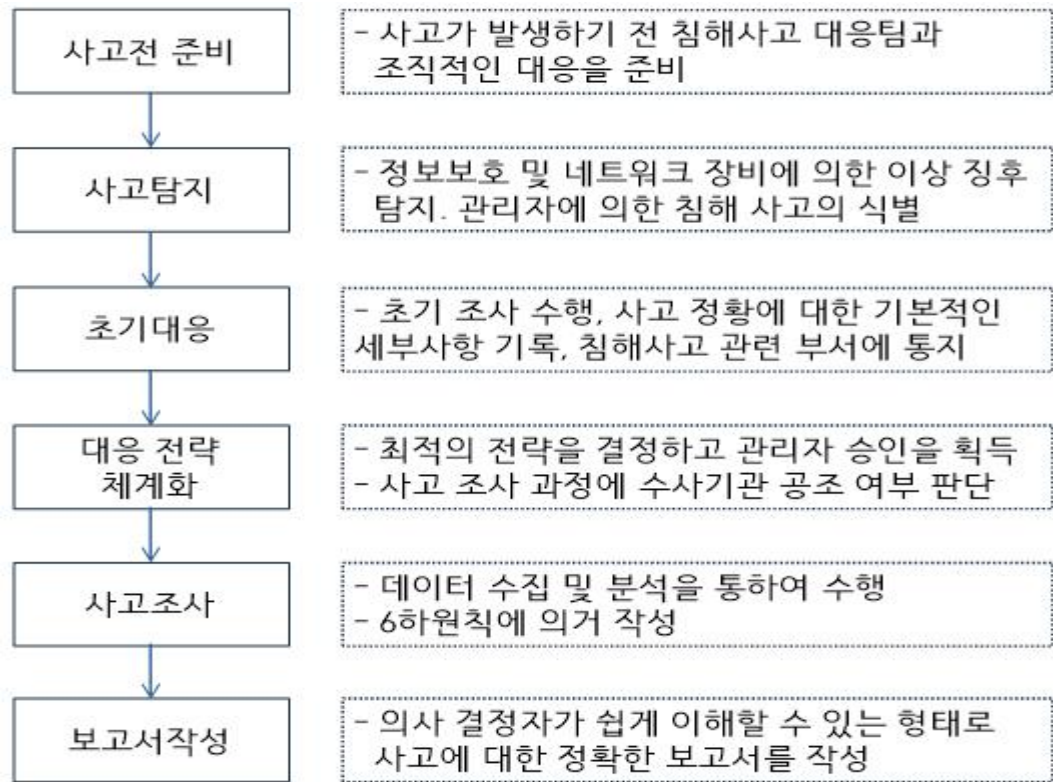 사고전 준비
- 사고가 발생하기 전 침해사고 대응팀과
조직적인 대응을 준비
사고탐지
- 정보보호 및 네트워크 장비에 의한 이상 징후
탐지. 관리자에 의한 침해 사고의 식별
초기대응
- 초기 조사 수행, 사고 정황에 대한 기본적인
세부사항 기록, 침해사고 관련 부서에 통지
대응 전략
체계화
- 최적의 전략을 결정하고 관리자 승인을 획득
- 사고 조사 과정에 수사기관 공조 여부 판단
사고조사
- 데이터 수집 및 분석을 통하여 수행
- 6하원칙에 의거 작성
보고서작성
- 의사 결정자가 쉽게 이해할 수 있는 형태로
사고에 대한 정확한 보고서를 작성